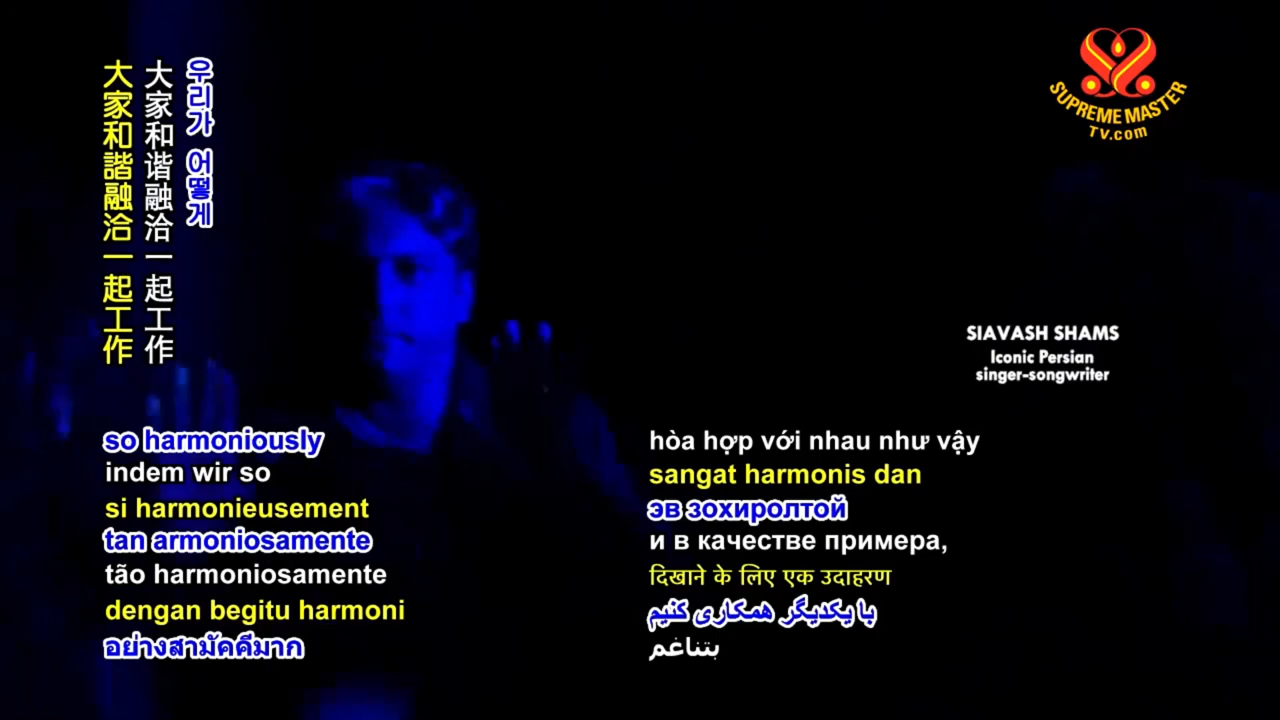 우리가 어떻게
大家和谐融洽一起工作
大家和諧融洽一起工作
SUPREME MASTER
TV.com
SIAVASH SHAMS
Iconic Persian
singer-songwriter
so harmoniously
indem wir so
si harmonieusement
tan armoniosamente
tão harmoniosamente
dengan begitu harmoni
อย่างสามัคคีมาก
hòa hợp với nhau như vậy
sangat harmonis dan
эв зохиролтой
и в качестве примера,
दिखाने के लिए एक उदाहरण
با یکدیگر همکاری کنیم
بتناغم